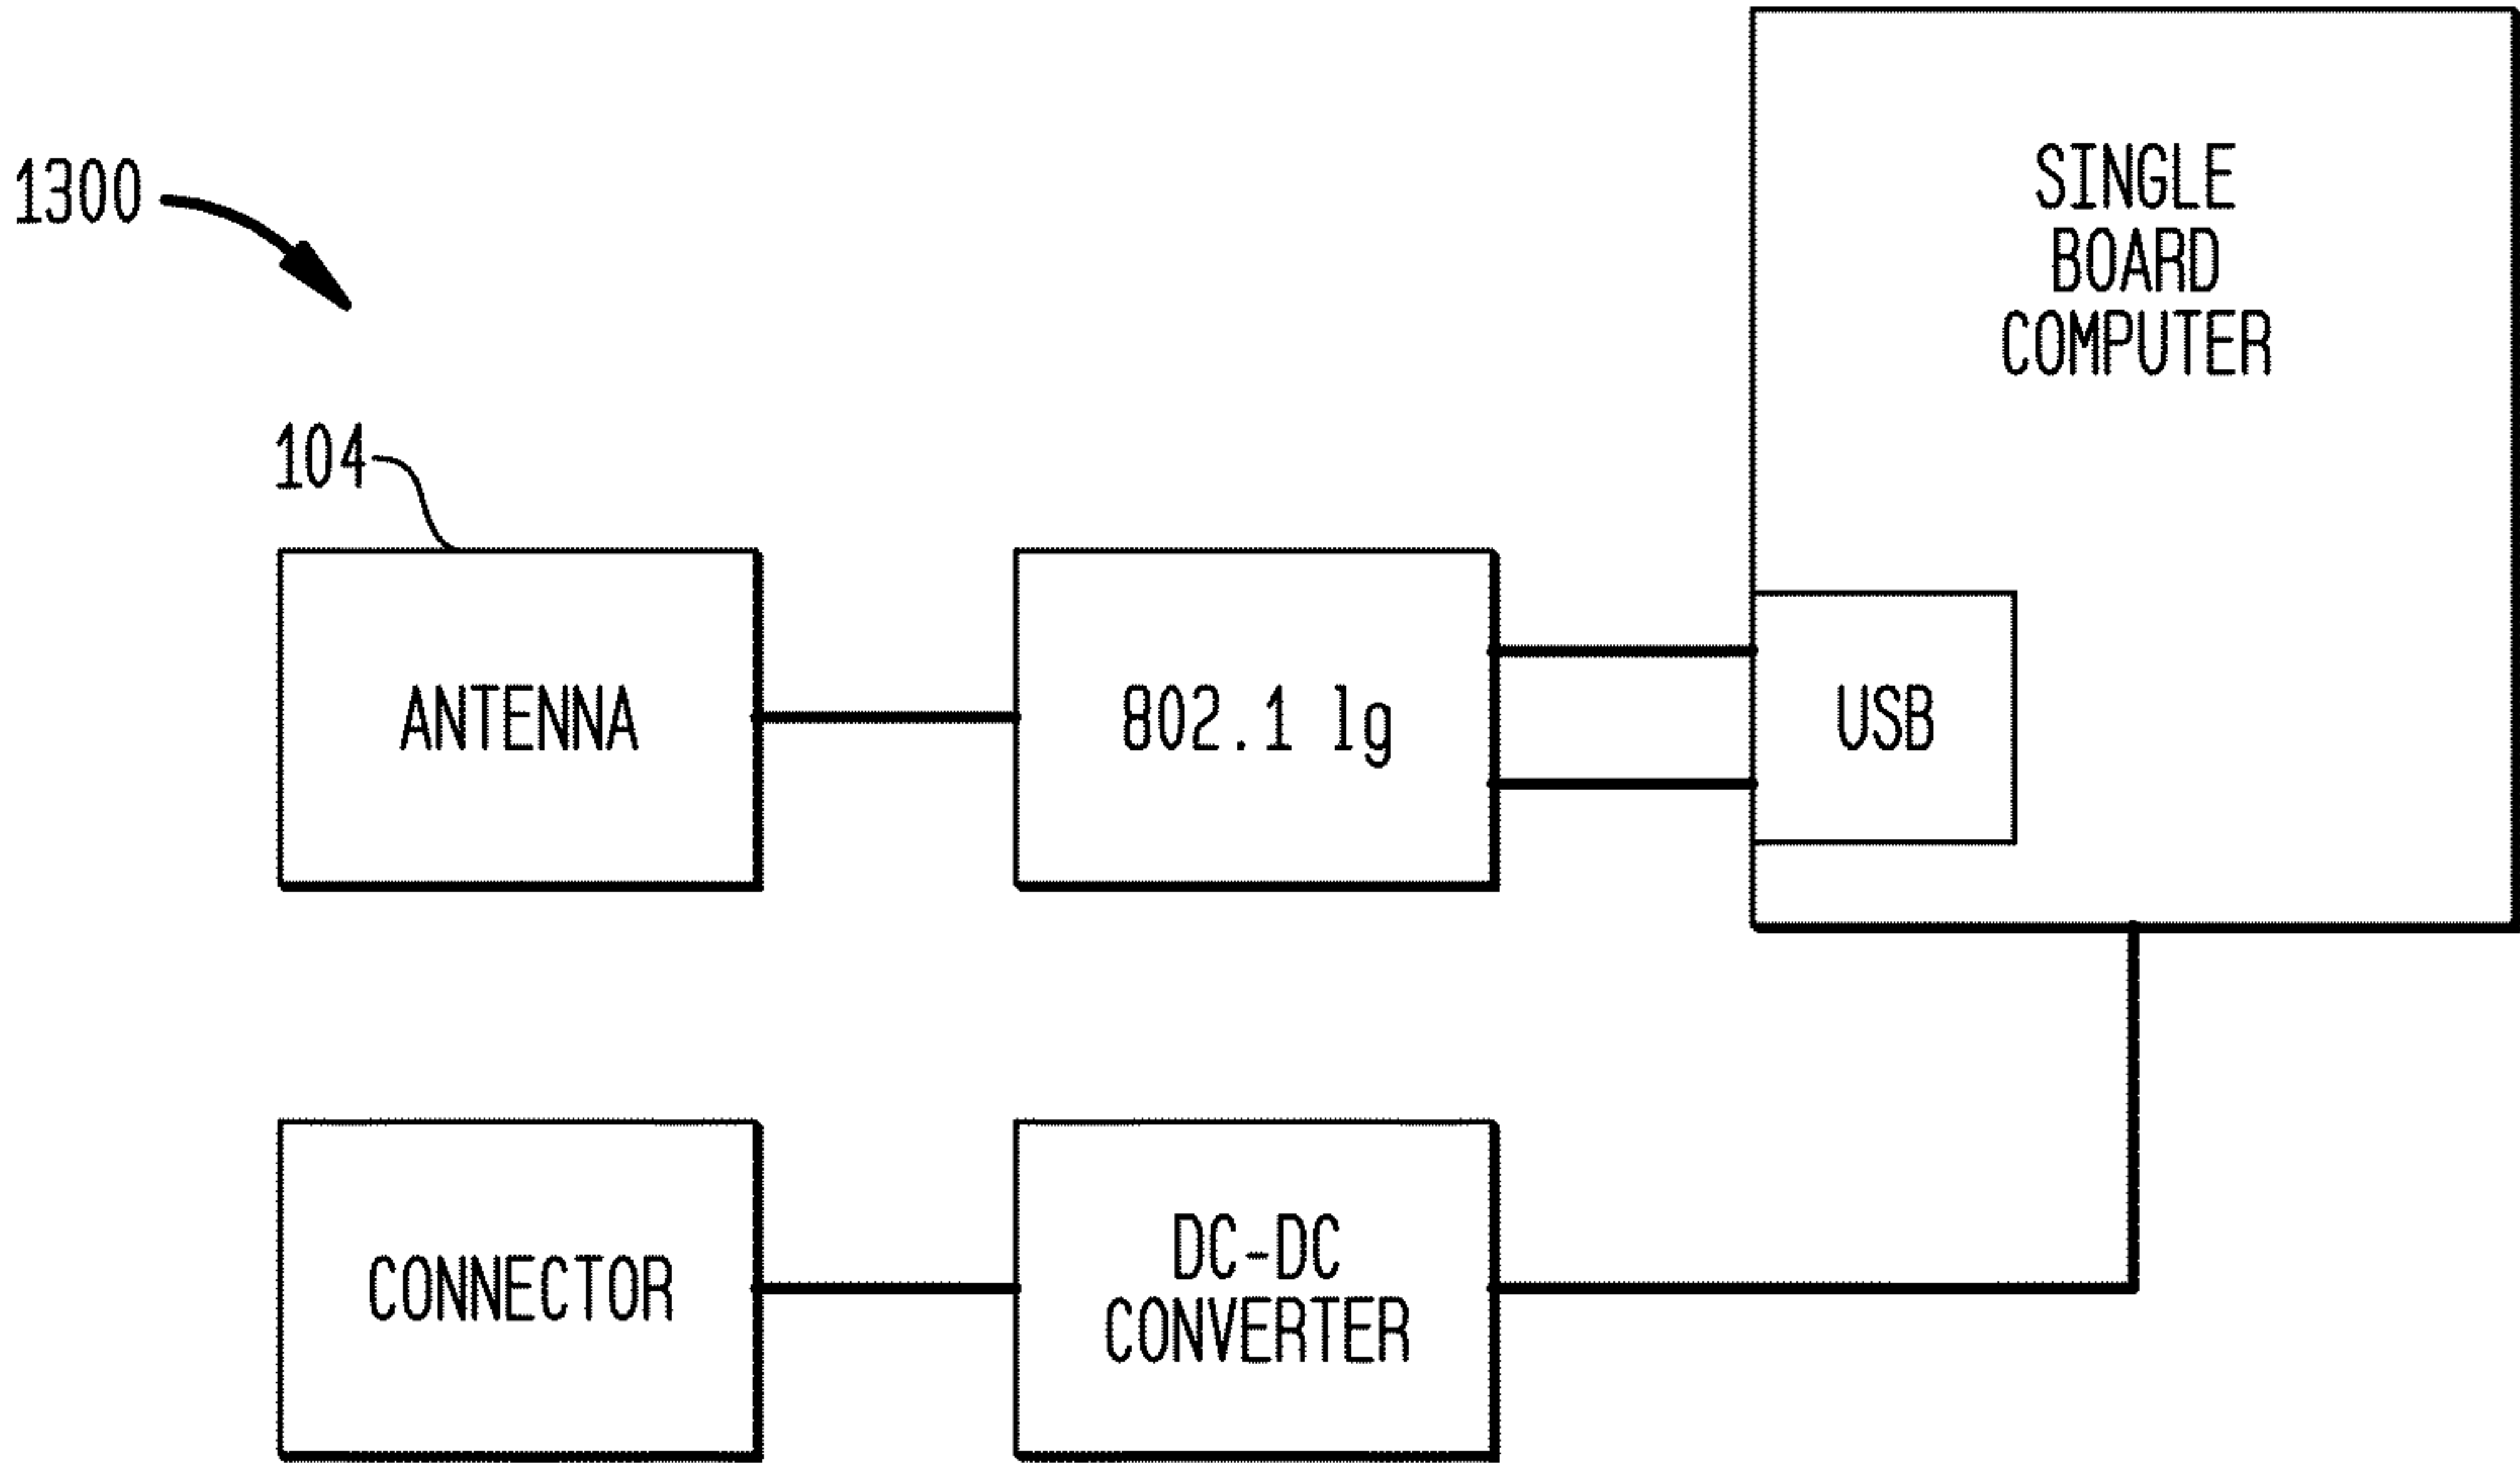 1300
SINGLE
BOARD
COMPUTER
104
ANTENNA
802.1 lg
USB
CONNECTOR
DC-DC
CONVERTER